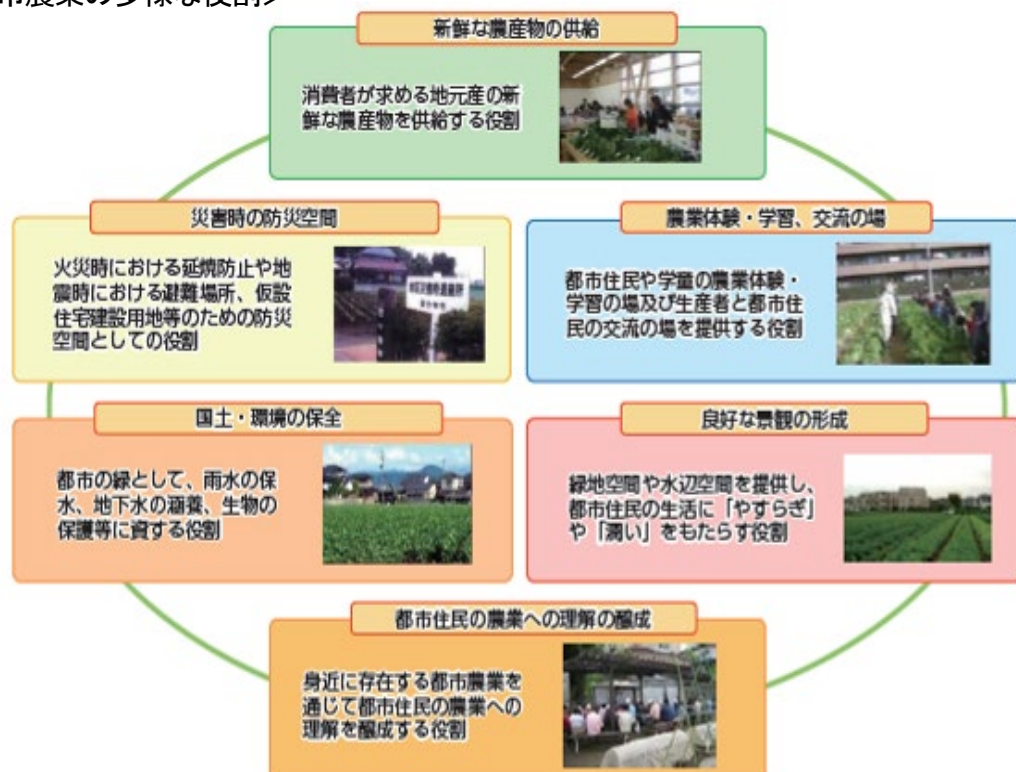 市農業の多様な役割＞
新鮮な農産物の供給
消費者が求める地元産の新
鮮な農産物を供給する役割
災害時の防災空間
火災時における延焼防止や地
震時における避難場所、仮設
住宅建設用地等のための防災
空間としての役割
農業体験・学習、交流の場
都市住民や学童の農業体験・
学習の場及び生産者と都市住
民の交流の場を提供する役割
国土・環境の保全
都市の緑として、雨水の保
水、地下水の涵養、生物の
保護等に資する役割
良好な景観の形成
緑地空間や水辺空間を提供し、
都市住民の生活に「やすらぎ」
や「潤い」をもたらす役割
都市住民の農業への理解の醸成
身近に存在する都市農業を
通じて都市住民の農業への
理解を醸成する役割